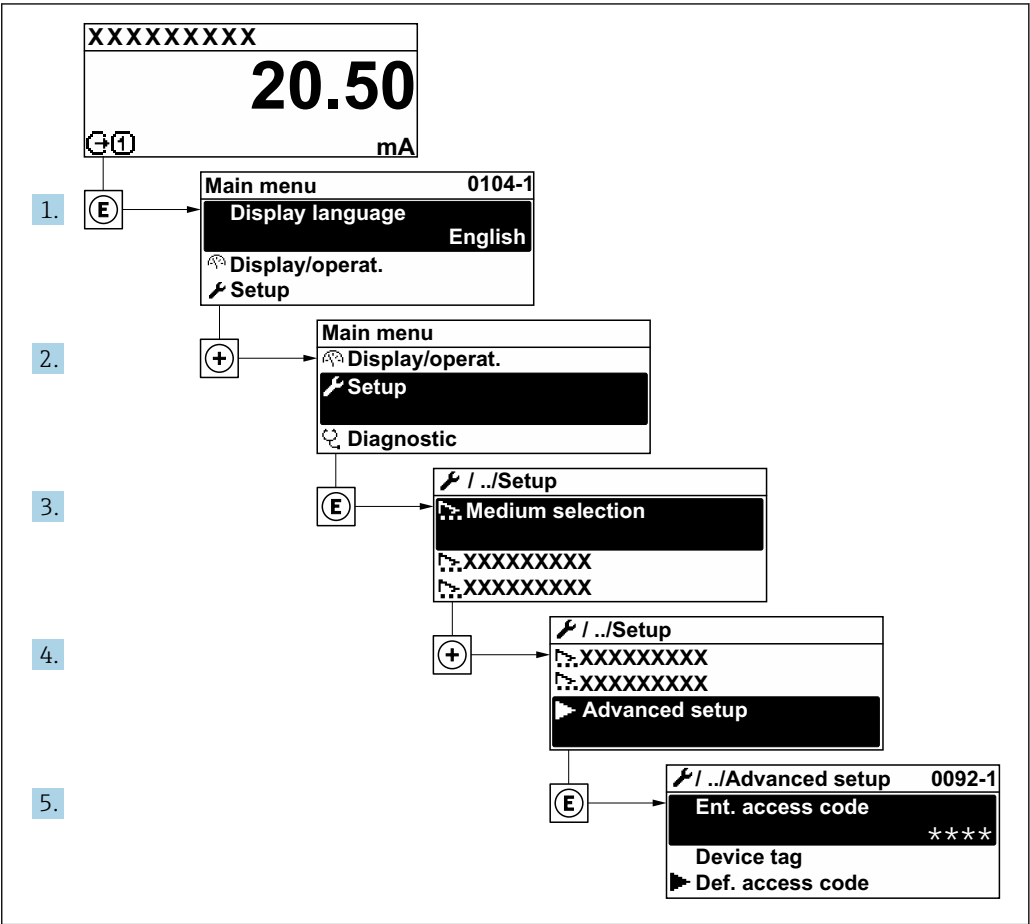 XXXXXXXXX
20.50
1 mA
1.
E
Main menu 0104-1
Display language
English
Display/operat.
Setup
2.
+
Main menu
Display/operat.
Setup
Diagnostic
3.
E
/ ../Setup
Medium selection
XXXXXXXXX
XXXXXXXXX
4.
+
/ ../Setup
XXXXXXXXX
XXXXXXXXX
Advanced setup
5.
E
/ ../Advanced setup 0092-1
Ent. access code
****
Device tag
Def. access code